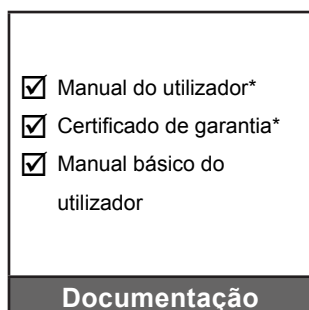 ☑ Manual do utilizador*
☑ Certificado de garantia*
☑ Manual básico do
utilizador
Documentação